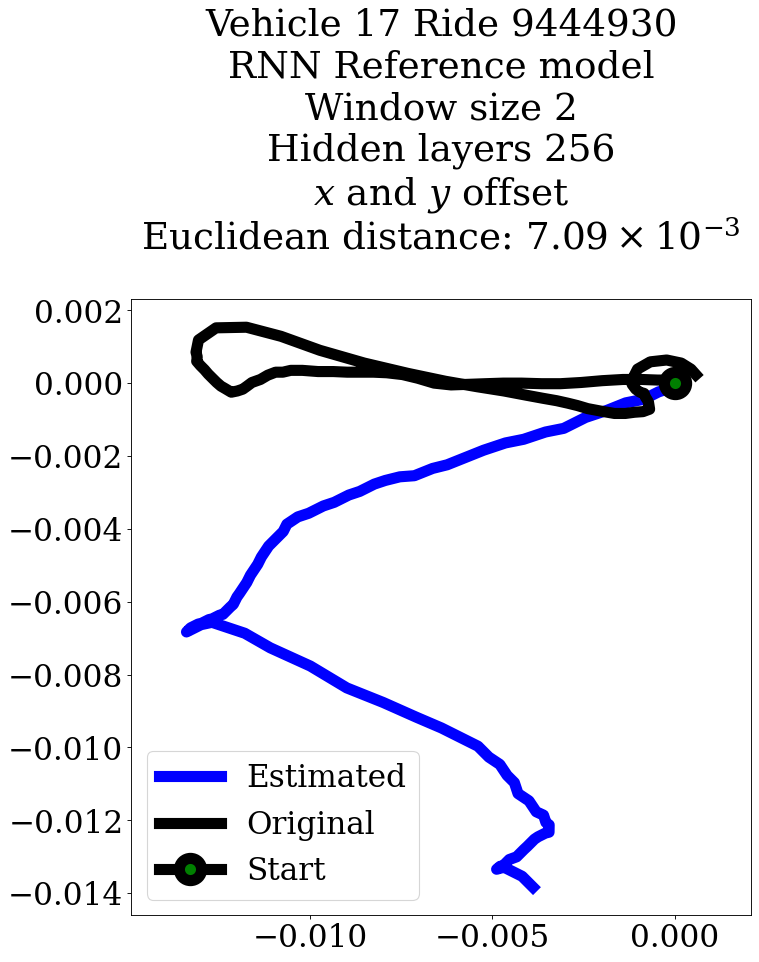 Vehicle 17 Ride 9444930
RNN Reference model
Window size 2
Hidden layers 256
x and y offset
Euclidean distance: 7.09 × 10⁻³
0.002
0.000
−0.002
−0.004
−0.006
−0.008
−0.010
−0.012
−0.014
Estimated
Original
Start
−0.010 −0.005 0.000